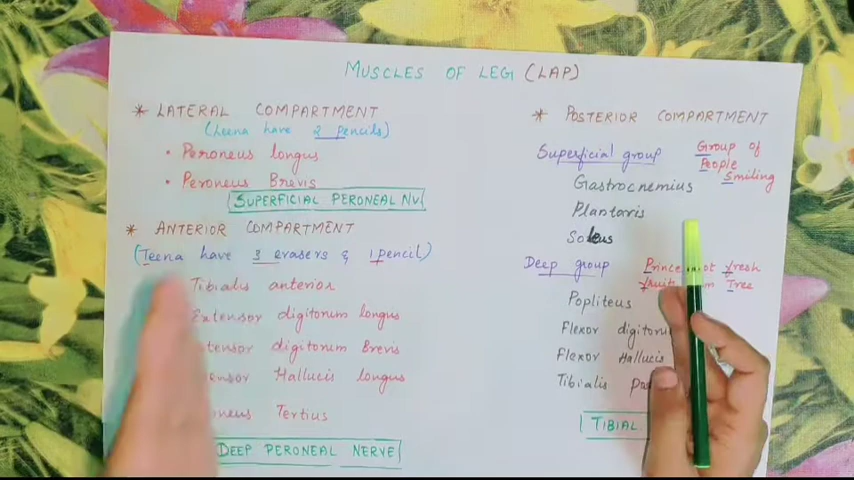 MUSCLES OF LEG (LAP)
* LATERAL COMPARTMENT
(Leena have 2 pencils)
• Peroneus longus
• Peroneus Brevis
SUPERFICIAL PERONEAL NV
* ANTERIOR COMPARTMENT
(Teena have 3 erasers & 1 pencil)
Tibialis anterior
Extensor digitorum longus
digitorum Brevis
Hallucis longus
Tertius
DEEP PERONEAL NERVE
* POSTERIOR COMPARTMENT
Superficial group
Group of
People
Smiling
Gastrocnemius
Plantaris
Soleus
Deep group
fresh
Tree
Popliteus
Flexor
Flexor Hallucis
Tibialis
TIBIAL